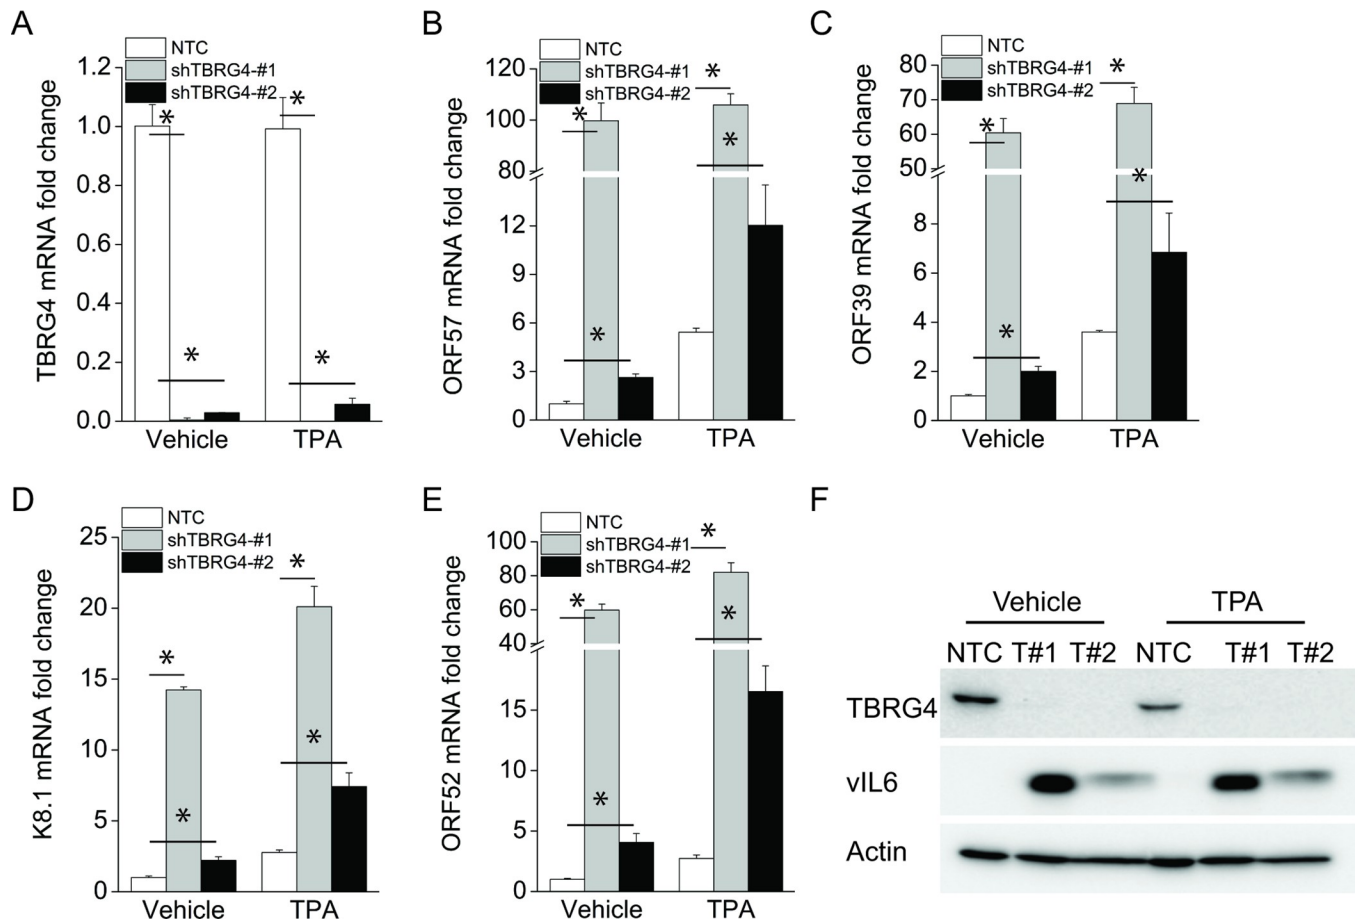 A
NTC
shTBRG4-#1
shTBRG4-#2
TBRG4 mRNA fold change
1.2
1.0
0.8
0.6
0.4
0.2
0.0
*
*
*
*
Vehicle TPA
B
NTC
shTBRG4-#1
shTBRG4-#2
ORF57 mRNA fold change
120
100
80
12
9
6
3
0
*
*
*
*
Vehicle TPA
C
NTC
shTBRG4-#1
shTBRG4-#2
ORF39 mRNA fold change
80
70
60
50
8
6
4
2
0
*
*
*
*
Vehicle TPA
D
NTC
shTBRG4-#1
shTBRG4-#2
K8.1 mRNA fold change
25
20
15
10
5
0
*
*
*
*
Vehicle TPA
E
NTC
shTBRG4-#1
shTBRG4-#2
ORF52 mRNA fold change
100
80
60
40
15
10
5
0
*
*
*
*
Vehicle TPA
F
Vehicle TPA
NTC T#1 T#2 NTC T#1 T#2
TBRG4
vIL6
Actin